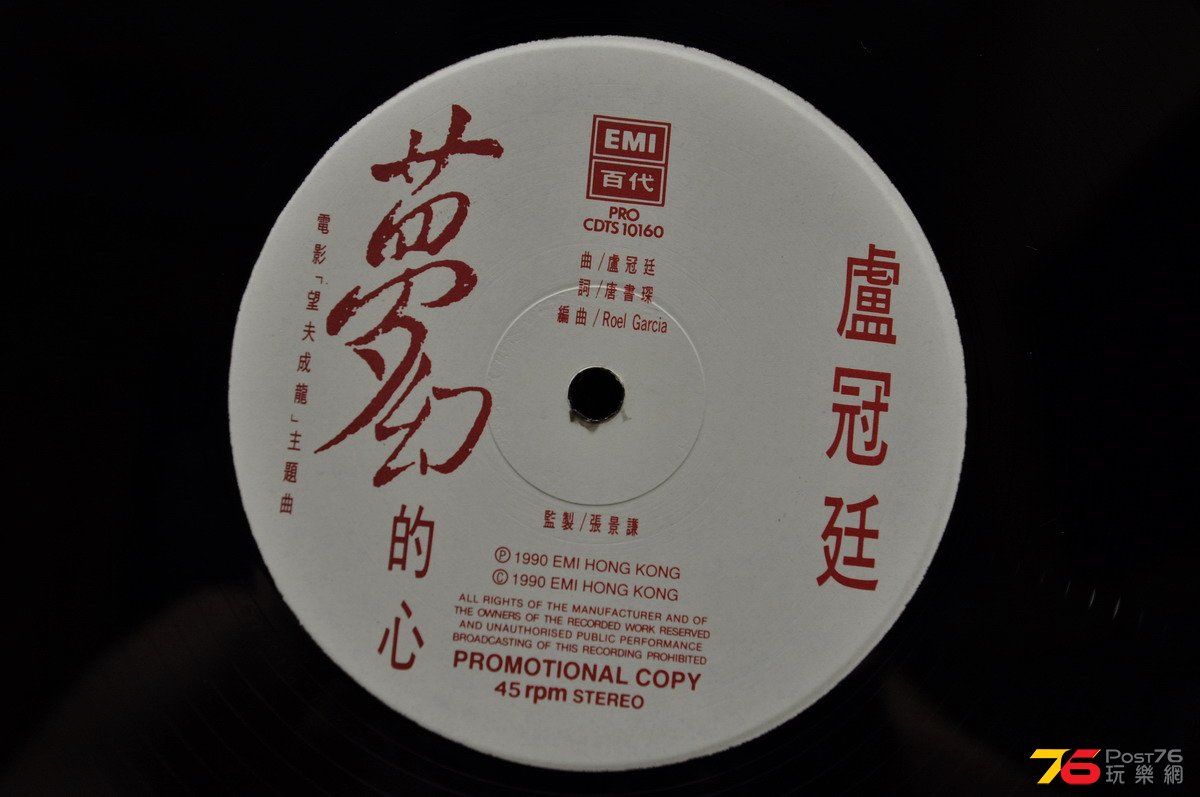 EMI
百代
PRO
CDTS 10160
曲/盧冠廷
詞/唐書琛
編曲/Roel Garcia
盧冠廷
夢幻的心
電影「望夫成龍」主題曲
監製/張景謙
Ⓟ 1990 EMI HONG KONG
Ⓒ 1990 EMI HONG KONG
ALL RIGHTS OF THE MANUFACTURER AND OF
THE OWNERS OF THE RECORDED WORK RESERVED
AND UNAUTHORISED PUBLIC PERFORMANCE
BROADCASTING OF THIS RECORDING PROHIBITED
PROMOTIONAL COPY
45 rpm STEREO
76 POST76
玩樂網